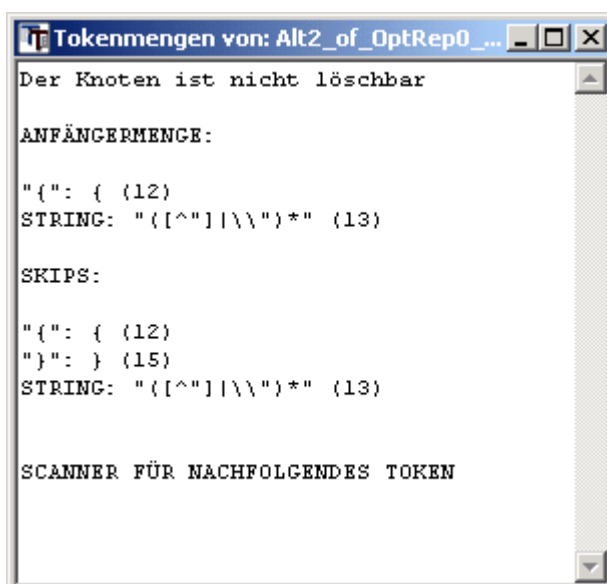 Tokenmengen von: Alt2_of_OptRep0_...
Der Knoten ist nicht löschbar
ANFÄNGERMENGE:
"{": { (12)
STRING: "([^"]|\\")*" (13)
SKIPS:
"{": { (12)
"}": } (15)
STRING: "([^"]|\\")*" (13)
SCANNER FÜR NACHFOLGENDES TOKEN